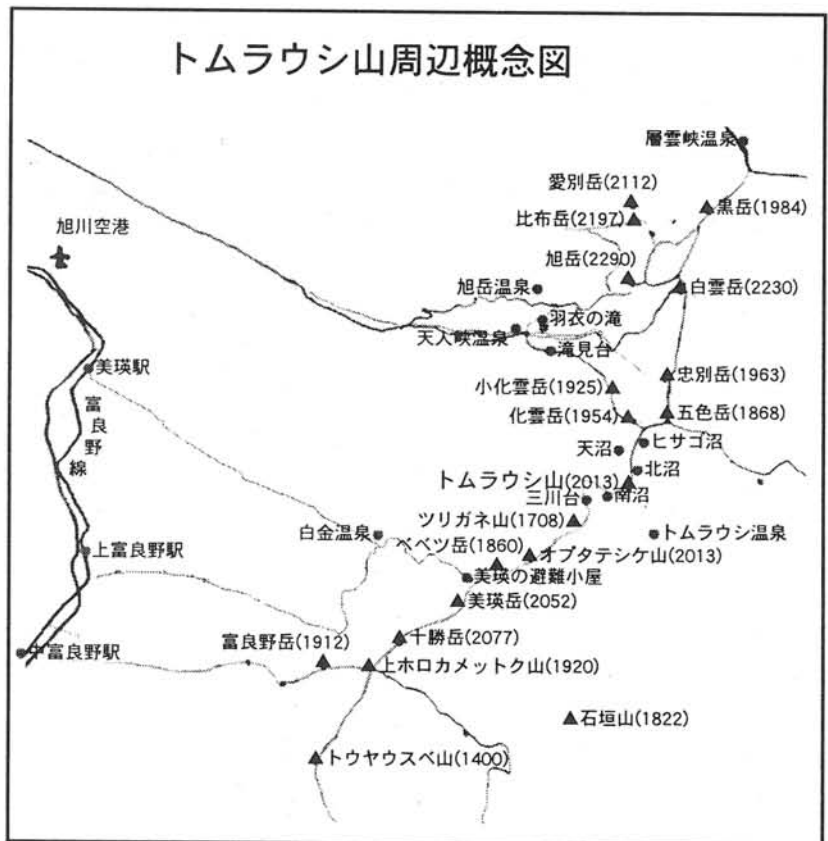 トムラウシ山周辺概念図
層雲峡温泉
愛別岳(2112)
黒岳(1984)
比布岳(2197)
旭川空港
旭岳(2290)
旭岳温泉
白雲岳(2230)
羽衣の滝
天人峡温泉
滝見台
美瑛駅
忠別岳(1963)
小化雲岳(1925)
富良野線
化雲岳(1954)
五色岳(1868)
天沼
ヒサゴ沼
北沼
トムラウシ山(2013)
三川台
南沼
ツリガネ山(1708)
白金温泉
トムラウシ温泉
上富良野駅
ベベツ岳(1860)
オプタテシケ山(2013)
美瑛の避難小屋
美瑛岳(2052)
富良野岳(1912)
十勝岳(2077)
中富良野駅
上ホロカメットク山(1920)
石垣山(1822)
トウヤウスベ山(1400)